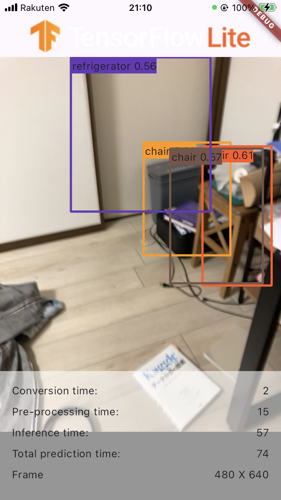 Rakuten 21:10 100%
DEBUG
TensorFlow Lite
refrigerator 0.56
chair
chair 0.57
ir 0.61
Conversion time: 2
Pre-processing time: 15
Inference time: 57
Total prediction time: 74
Frame 480 X 640